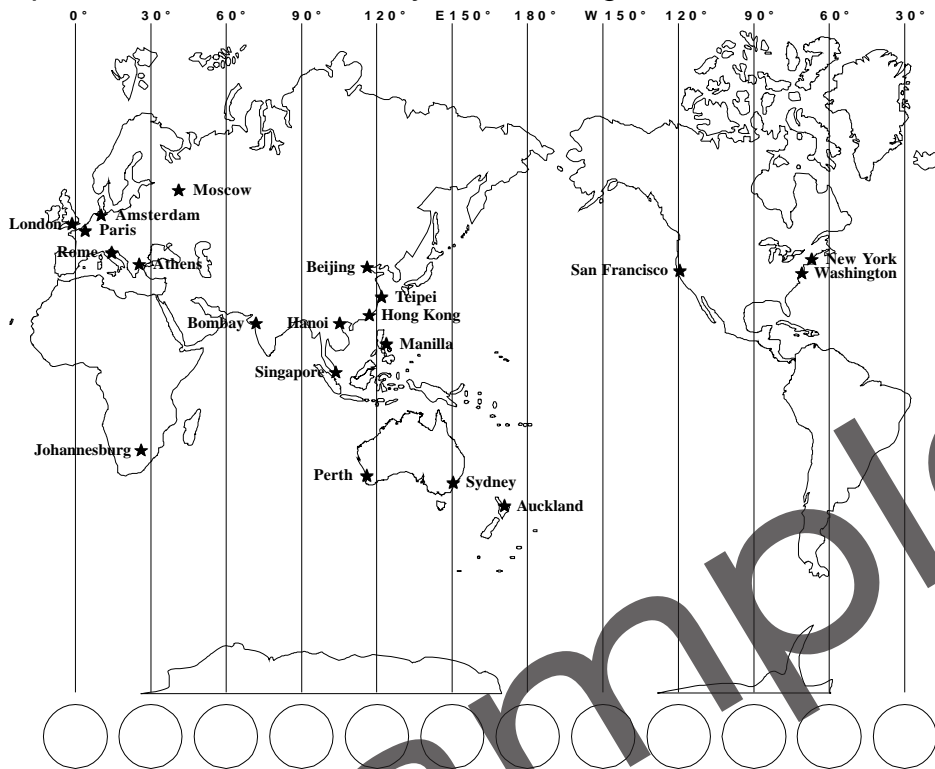 0° 30° 60° 90° 120° E150° 180° W150° 120° 90° 60° 30°
Moscow
Amsterdam
London
Paris
Rome
Athens
Beijing
New York
San Francisco
Washington
Teipei
Hong Kong
Bombay
Hanoi
Manilla
Singapore
Johannesburg
Perth
Sydney
Auckland